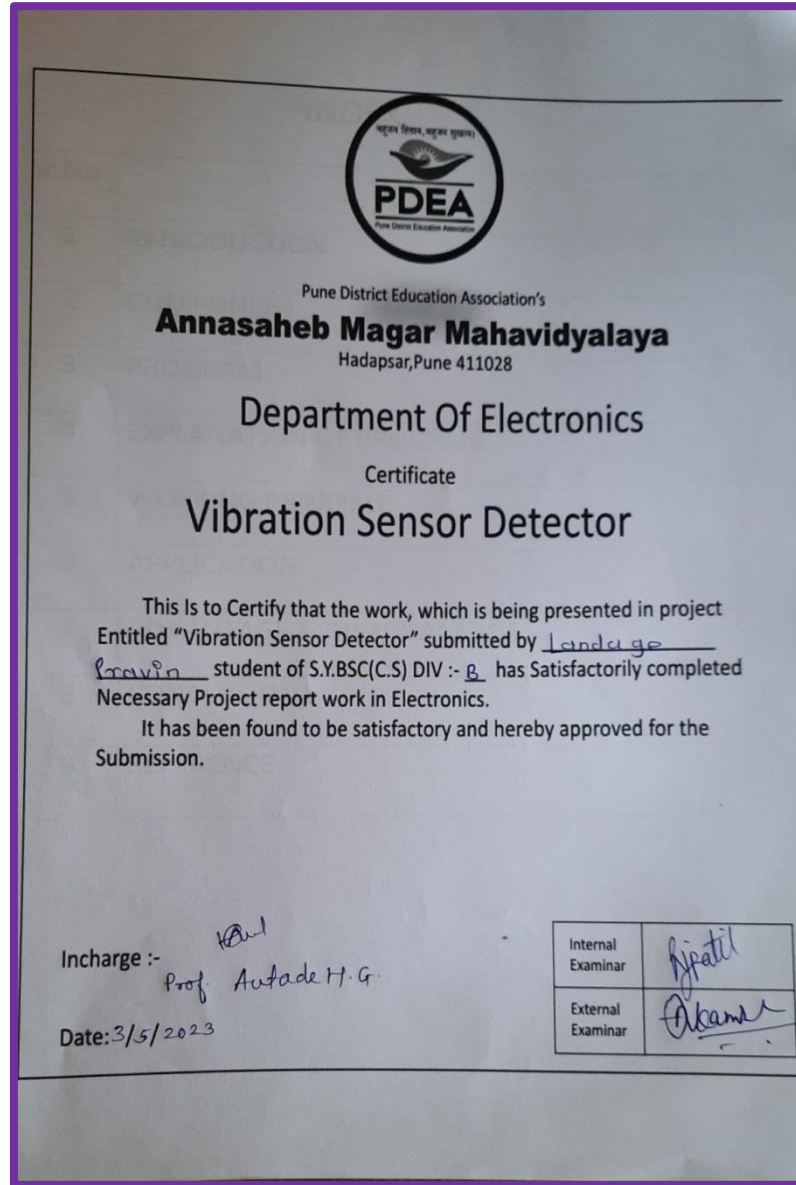 बहुजन हिताय, बहुजन सुखाय।
PDEA
Pune District Education Association
Pune District Education Association's
Annasaheb Magar Mahavidyalaya
Hadapsar,Pune 411028
Department Of Electronics
Certificate
Vibration Sensor Detector
This Is to Certify that the work, which is being presented in project
Entitled “Vibration Sensor Detector” submitted by Landage
Pravin student of S.Y.BSC(C.S) DIV :- B has Satisfactorily completed
Necessary Project report work in Electronics.
It has been found to be satisfactory and hereby approved for the
Submission.
Incharge :-
Prof. Autade H.G.
Date:3/5/2023
Internal
Examinar
External
Examinar